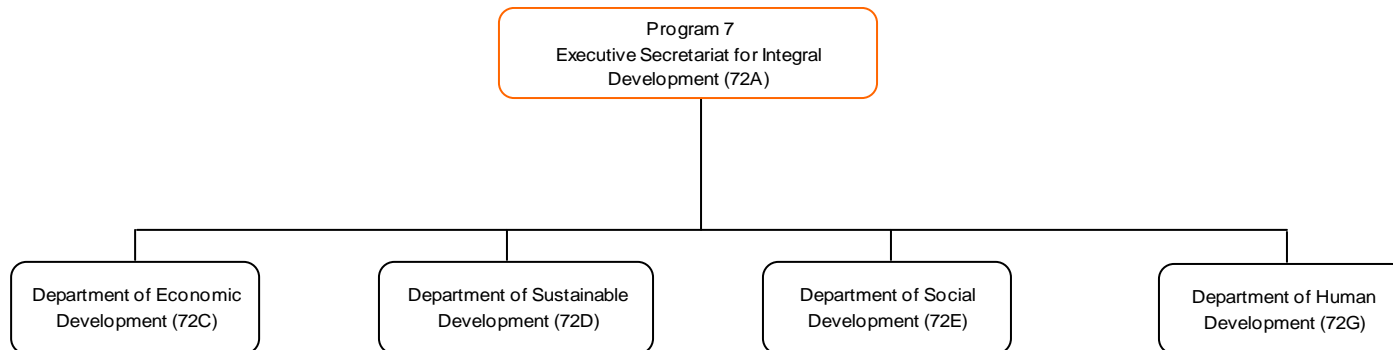 Program 7
Executive Secretariat for Integral
Development (72A)
Department of Economic
Development (72C)
Department of Sustainable
Development (72D)
Department of Social
Development (72E)
Department of Human
Development (72G)